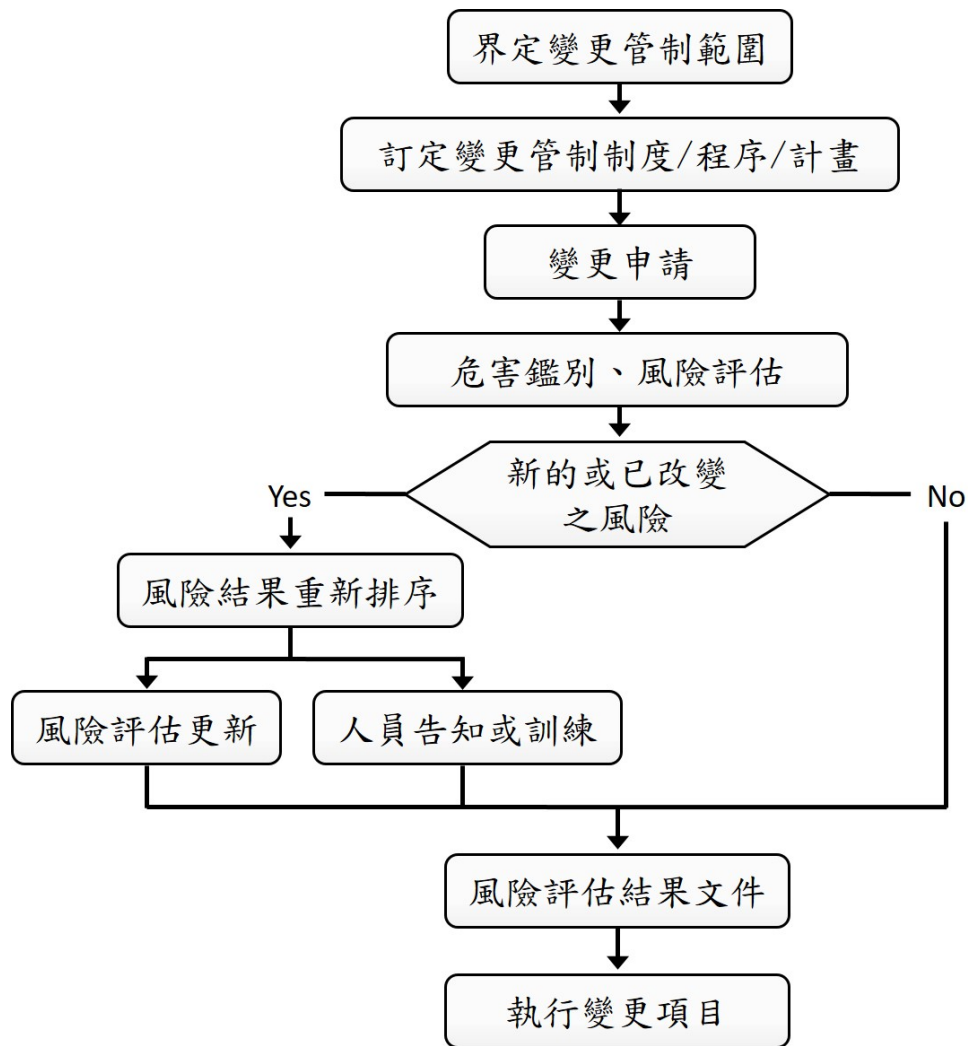 界定變更管制範圍
訂定變更管制制度/程序/計畫
變更申請
危害鑑別、風險評估
新的或已改變
之風險
Yes
No
風險結果重新排序
風險評估更新
人員告知或訓練
風險評估結果文件
執行變更項目